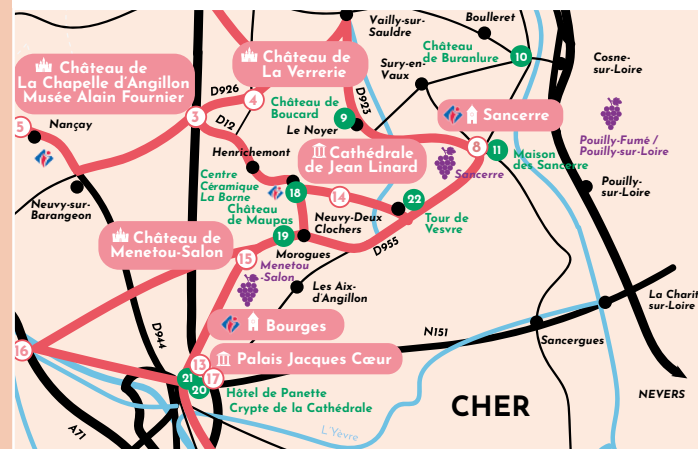 Vailly-sur-
Sauldre
Boulleret
Château
de Buranlure
10
Cosne-
sur-Loire
Sury-en-
Vaux
Château de
La Verrerie
Château de
La Chapelle d'Angillon
Musée Alain Fournier
D926
4
D923
Château de
Boucard
9
Le Noyer
Sancerre
Pouilly-Fumé /
Pouilly-sur-Loire
5
Nançay
3
D12
Henrichemont
Cathédrale
de Jean Linard
8
11
Maison
des Sancerre
Sancerre
Neuvy-sur-
Barangeon
Centre
Céramique
La Borne
18
14
22
Pouilly-
sur-Loire
Château
de Maupas
Neuvy-Deux
Clochers
Tour de
Vesvre
Château de
Menetou-Salon
19
Morogues
D955
15
Menetou
-Salon
Les Aix-
d'Angillon
La Charit
sur-Loire
D944
Bourges
N151
Sancergues
16
13
Palais Jacques Cœur
21
17
20
Hôtel de Panette
Crypte de la Cathédrale
NEVERS
CHER
A71
L'Yèvre